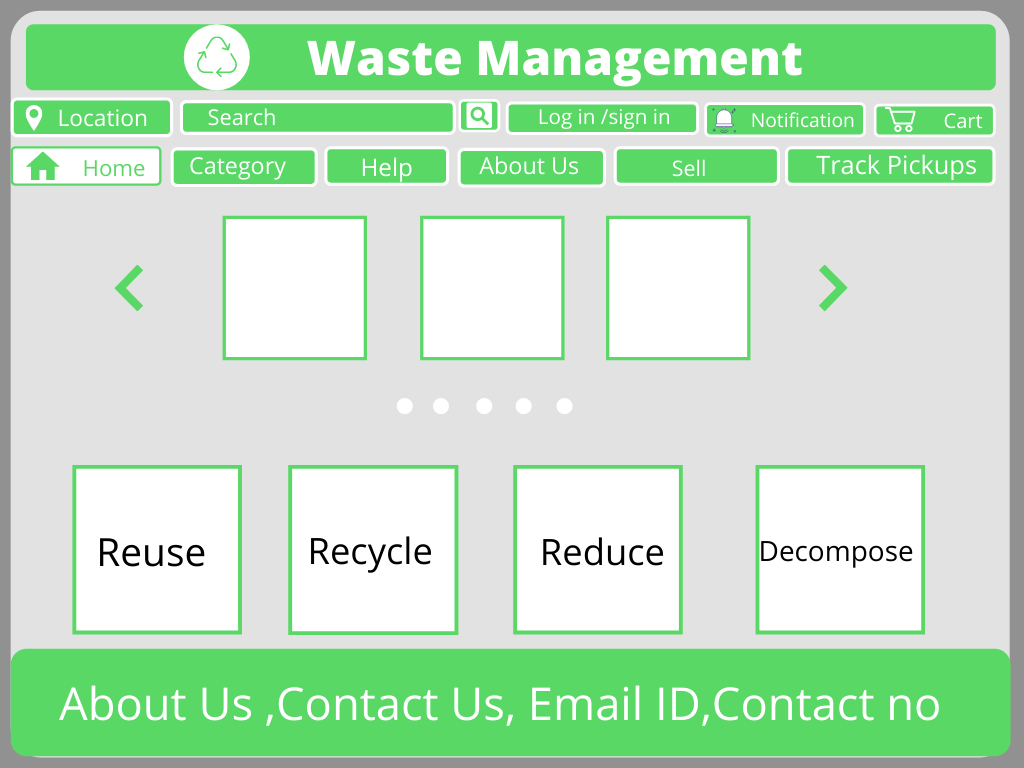 Waste Management
Location
Search
Log in /sign in
Notification
Cart
Home
Category
Help
About Us
Sell
Track Pickups
Reuse
Recycle
Reduce
Decompose
About Us ,Contact Us, Email ID,Contact no